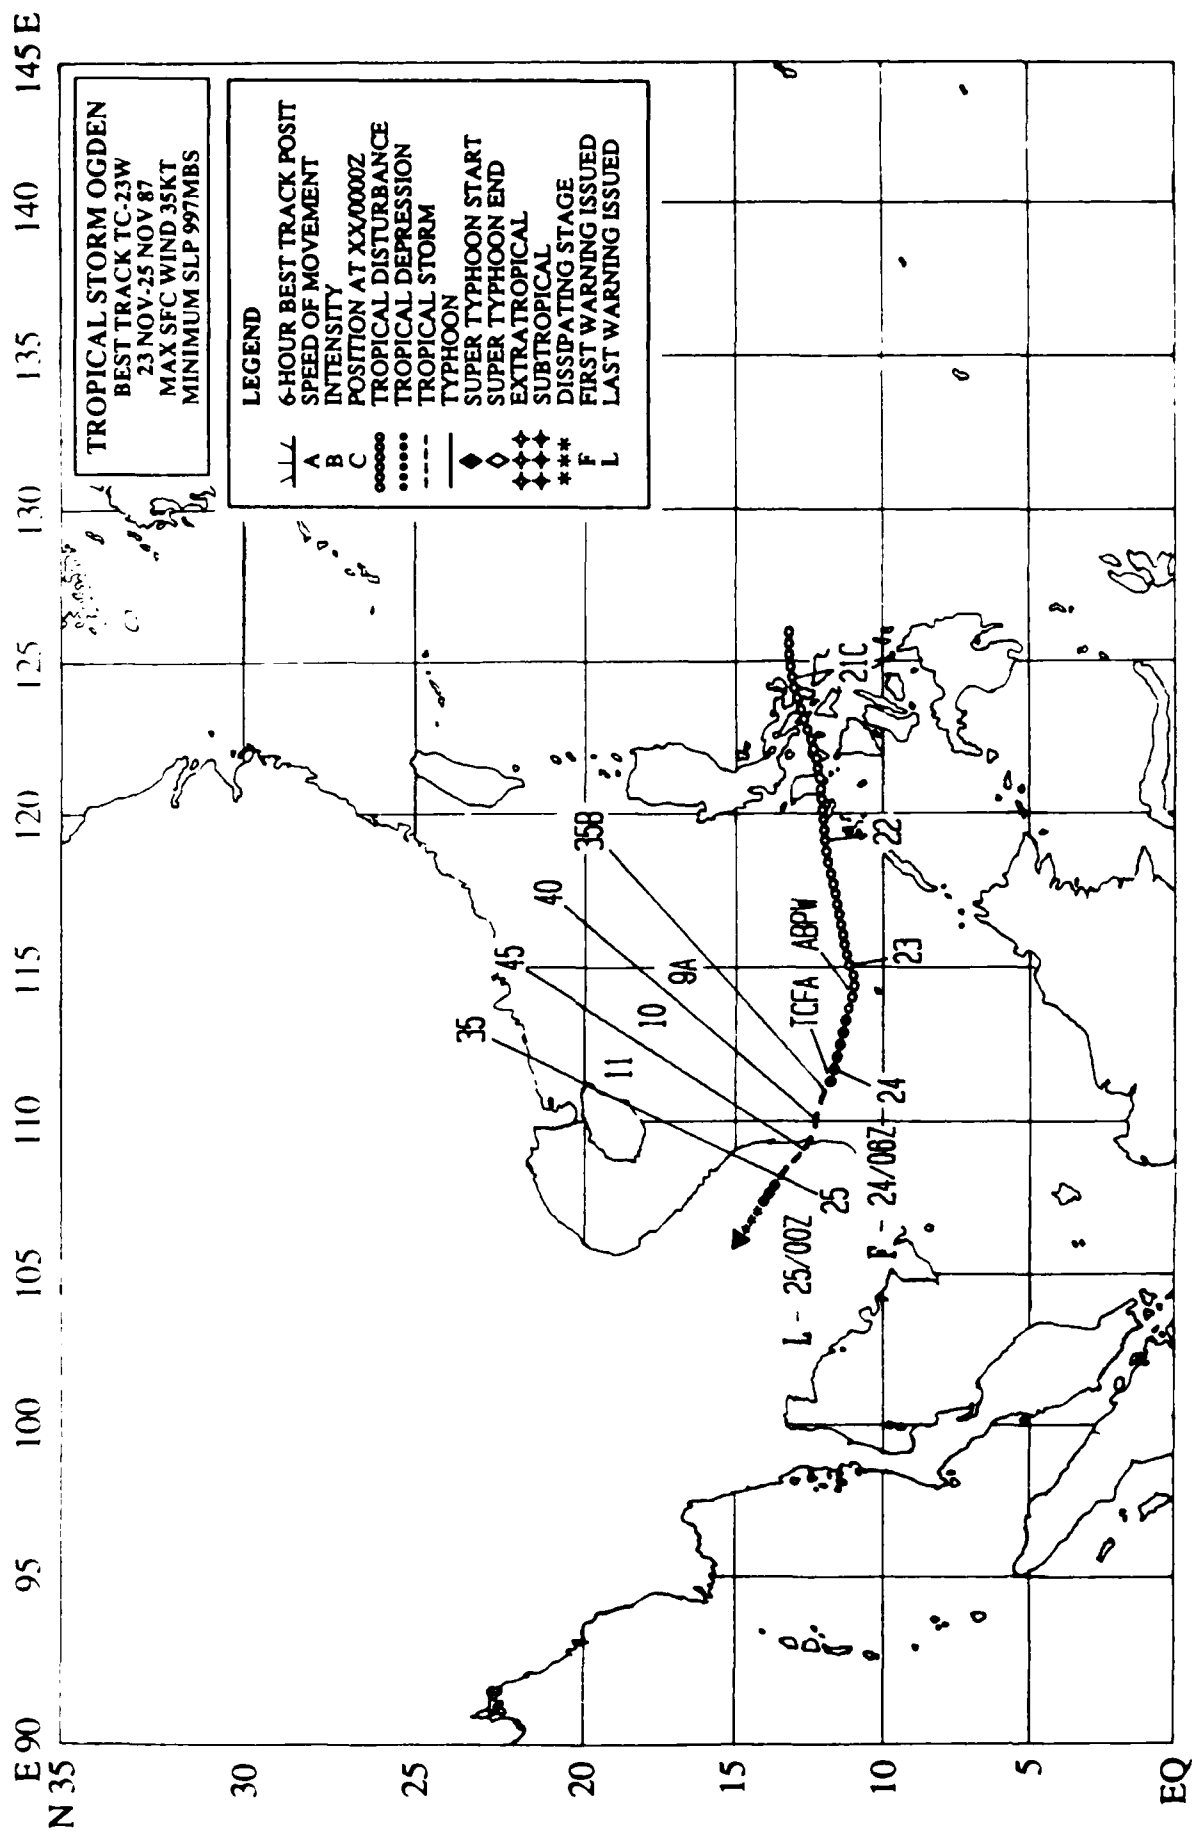 TROPICAL STORM OGDEN
BEST TRACK TC-23W
23 NOV-25 NOV 87
MAX SFC WIND 35KT
MINIMUM SLP 997MBS
LEGEND
6-HOUR BEST TRACK POSIT
A SPEED OF MOVEMENT
B INTENSITY
C POSITION AT XX/0000Z
TROPICAL DISTURBANCE
TROPICAL DEPRESSION
TROPICAL STORM
TYPHOON
SUPER TYPHOON START
SUPER TYPHOON END
EXTRATROPICAL
SUBTROPICAL
*** DISSIPATING STAGE
F FIRST WARNING ISSUED
L LAST WARNING ISSUED
E 90 95 100 105 110 115 120 125 130 135 140 145 E
N 35
30
25
20
15
10
5
EQ
35
45
40
35B
11
10
9A
TCFA
ABPW
21C
22
23
24
25
L - 25/00Z
F - 24/06Z